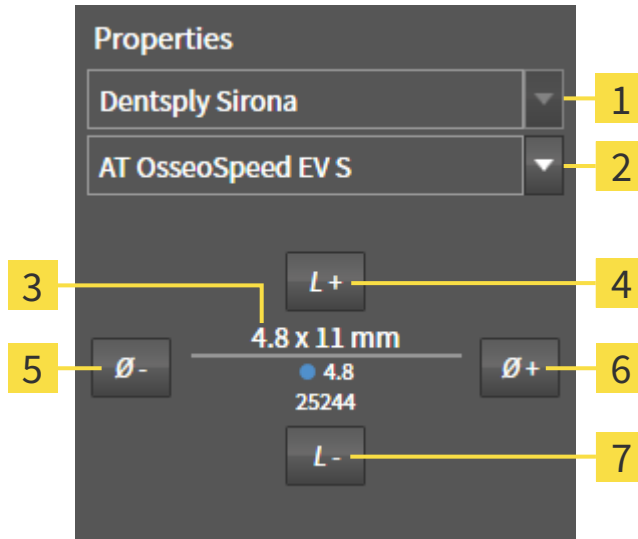 Properties
Dentsply Sirona
1
AT OsseoSpeed EV S
2
3
L +
4
4.8 x 11 mm
5
Ø -
4.8
Ø +
6
25244
L -
7